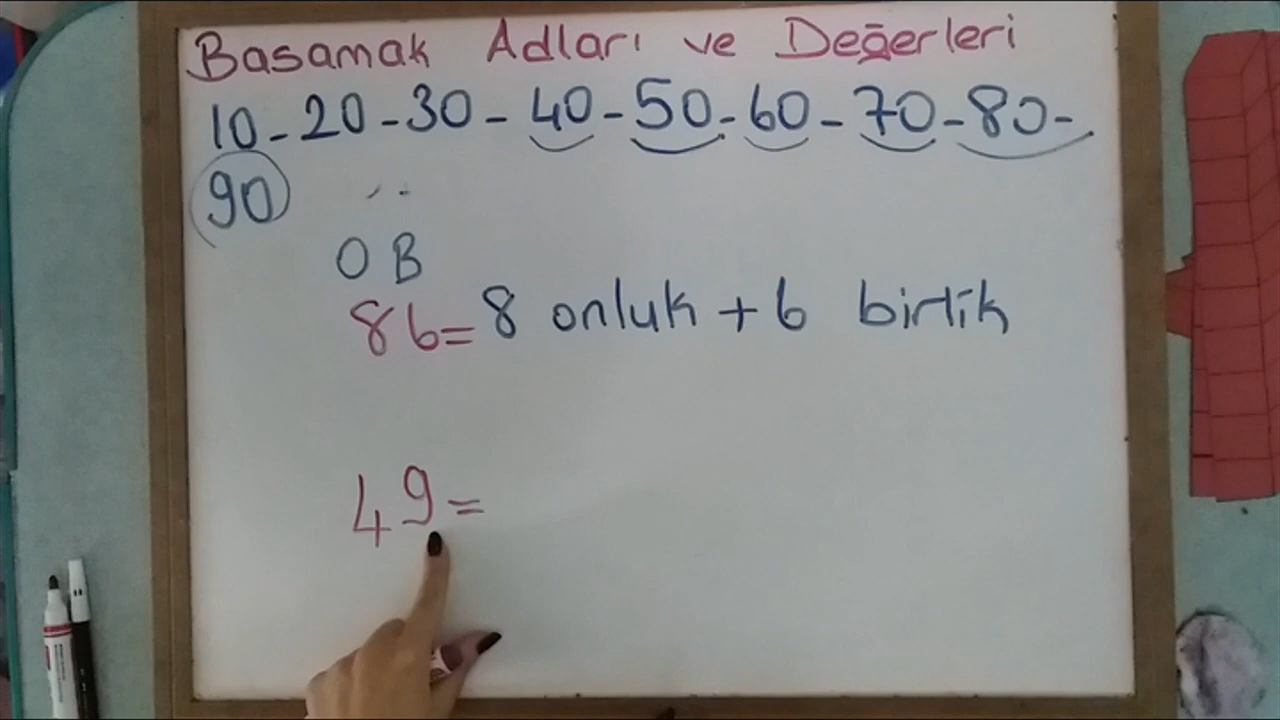 Basamak Adları ve Değerleri
10-20-30-40-50-60-70-80-
90
O B
86=8 onluk + 6 birlik
49=